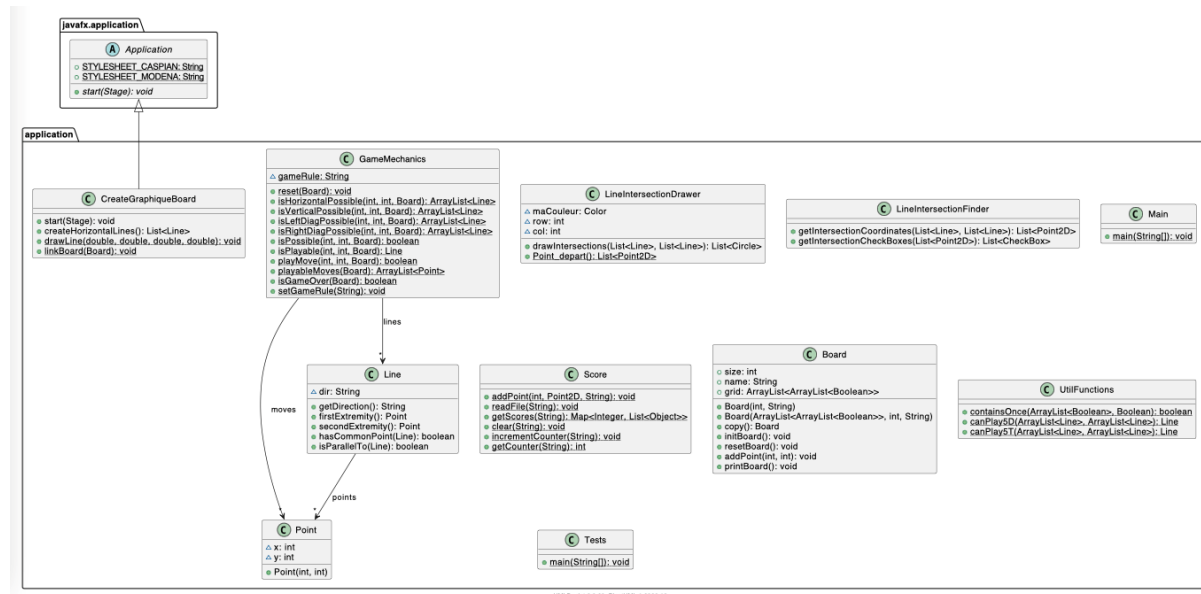 javafx.application
A Application
STYLESHEET_CASPIAN: String
STYLESHEET_MODENA: String
start(Stage): void
application
C CreateGraphiqueBoard
start(Stage): void
createHorizontalLines(): List<Line>
drawLine(double, double, double, double): void
linkBoard(Board): void
C GameMechanics
gameRule: String
reset(Board): void
isHorizontalPossible(int, int, Board): ArrayList<Line>
isVerticalPossible(int, int, Board): ArrayList<Line>
isLeftDiagPossible(int, int, Board): ArrayList<Line>
isRightDiagPossible(int, int, Board): ArrayList<Line>
isPossible(int, int, Board): boolean
isPlayable(int, int, Board): Line
playMove(int, int, Board): boolean
playableMoves(Board): ArrayList<Point>
isGameOver(Board): boolean
setGameRule(String): void
C LineIntersectionDrawer
maCouleur: Color
row: int
col: int
drawIntersections(List<Line>, List<Line>): List<Circle>
Point_depart(): List<Point2D>
C LineIntersectionFinder
getIntersectionCoordinates(List<Line>, List<Line>): List<Point2D>
getIntersectionCheckBoxes(List<Point2D>): List<CheckBox>
C Main
main(String[]): void
lines
*
moves
*
C Line
dir: String
getDirection(): String
firstExtremity(): Point
secondExtremity(): Point
hasCommonPoint(Line): boolean
isParallelTo(Line): boolean
points
*
C Score
addPoint(int, Point2D, String): void
readFile(String): void
getScores(String): Map<Integer, List<Object>>
clear(String): void
incrementCounter(String): void
getCounter(String): int
C Board
size: int
name: String
grid: ArrayList<ArrayList<Boolean>>
Board(int, String)
Board(ArrayList<ArrayList<Boolean>>, int, String)
copy(): Board
initBoard(): void
resetBoard(): void
addPoint(int, int): void
printBoard(): void
C UtilFunctions
containsOnce(ArrayList<Boolean>, Boolean): boolean
canPlay5D(ArrayList<Line>, ArrayList<Line>): Line
canPlay5T(ArrayList<Line>, ArrayList<Line>): Line
C Point
x: int
y: int
Point(int, int)
C Tests
main(String[]): void